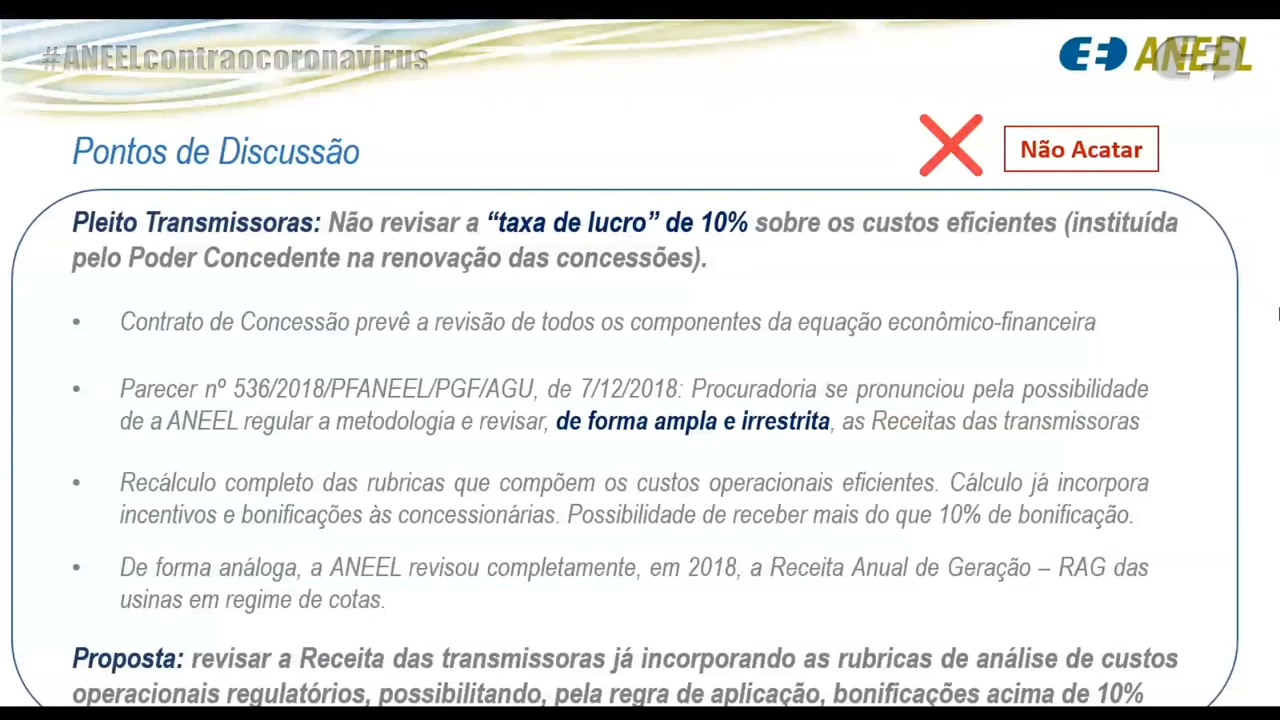 #ANEELcontraocoronavirus
ANEEL
Pontos de Discussão
Não Acatar
Pleito Transmissoras: Não revisar a “taxa de lucro” de 10% sobre os custos eficientes (instituída
pelo Poder Concedente na renovação das concessões).
• Contrato de Concessão prevê a revisão de todos os componentes da equação econômico-financeira
• Parecer nº 536/2018/PFANEEL/PGF/AGU, de 7/12/2018: Procuradoria se pronunciou pela possibilidade
de a ANEEL regular a metodologia e revisar, de forma ampla e irrestrita, as Receitas das transmissoras
• Recálculo completo das rubricas que compõem os custos operacionais eficientes. Cálculo já incorpora
incentivos e bonificações às concessionárias. Possibilidade de receber mais do que 10% de bonificação.
• De forma análoga, a ANEEL revisou completamente, em 2018, a Receita Anual de Geração – RAG das
usinas em regime de cotas.
Proposta: revisar a Receita das transmissoras já incorporando as rubricas de análise de custos
operacionais regulatórios, possibilitando, pela regra de aplicação, bonificações acima de 10%